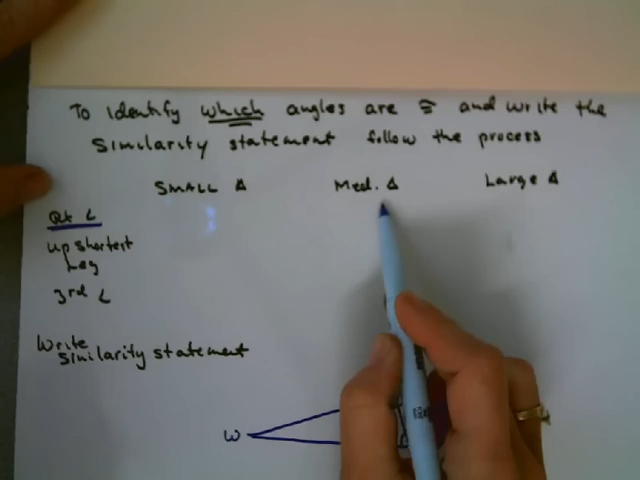 To identify which angles are ≅ and write the
similarity statement follow the process
SMALL Δ Med. Δ Large Δ
Rt ∠
up shortest
Leg
3rd ∠
Write
similarity statement
W